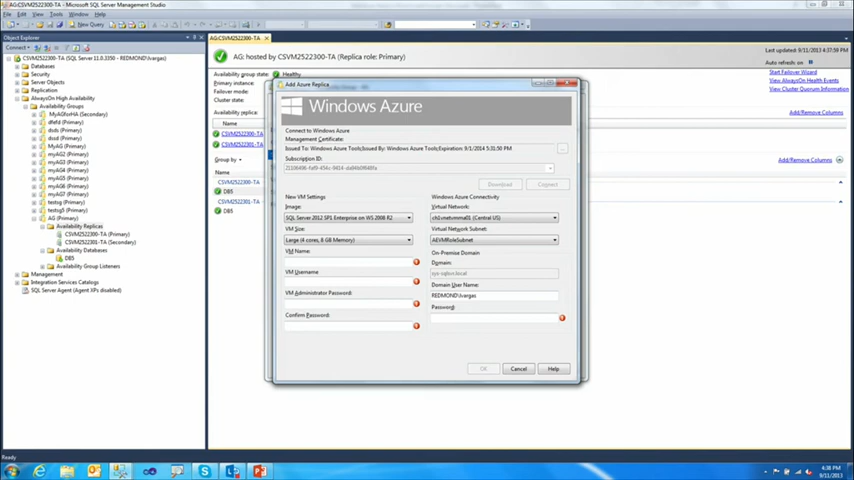 AG:CSVM2522300-TA - Microsoft SQL Server Management Studio
File Edit View Tools Window Help
New Query
Object Explorer
Connect
CSVM2522300-TA (SQL Server 11.0.3350 - REDMOND\lvargas)
Databases
Security
Server Objects
Replication
AlwaysOn High Availability
Availability Groups
MyAGforHA (Secondary)
dfefd (Primary)
dsds (Primary)
dssd (Primary)
myAG (Primary)
myAG2 (Primary)
myAG3 (Primary)
myAG4 (Primary)
myAG5 (Primary)
myAG6 (Primary)
myAG7 (Primary)
testsg (Primary)
testsg5 (Primary)
AG (Primary)
Availability Replicas
CSVM2522300-TA (Primary)
CSVM2522301-TA (Secondary)
Availability Databases
DB5
Availability Group Listeners
Management
Integration Services Catalogs
SQL Server Agent (Agent XPs disabled)
AG:CSVM2522300-TA
AG: hosted by CSVM2522300-TA (Replica role: Primary)
Last updated: 9/11/2013 4:37:59 PM
Auto refresh: on
Availability group state: Healthy
Primary instance:
Failover mode:
Cluster state:
Start Failover Wizard
View AlwaysOn Health Events
View Cluster Quorum Information
Availability replica:
Add/Remove Columns
Name
CSVM2522300-TA
CSVM2522301-TA
Group by
Add/Remove Columns
Name
CSVM2522300-TA
DB5
CSVM2522301-TA
DB5
Add Azure Replica
Windows Azure
Connect to Windows Azure
Management Certificate:
Issued To: Windows Azure Tools;Issued By: Windows Azure Tools;Expiration: 9/1/2014 5:31:50 PM
...
Subscription ID:
Download
Connect
New VM Settings
Image
SQL Server 2012 SP1 Enterprise on WS 2008 R2
VM Size:
Large (4 cores, 8 GB Memory)
VM Name:
VM Username
VM Administrator Password:
Confirm Password:
Windows Azure Connectivity
Virtual Network:
Virtual Network Subnet:
AEVMRoleSubnet
On-Premise Domain
Domain:
Domain User Name:
REDMOND\lvargas
Password:
OK
Cancel
Help
Ready
4:38 PM
9/11/2013